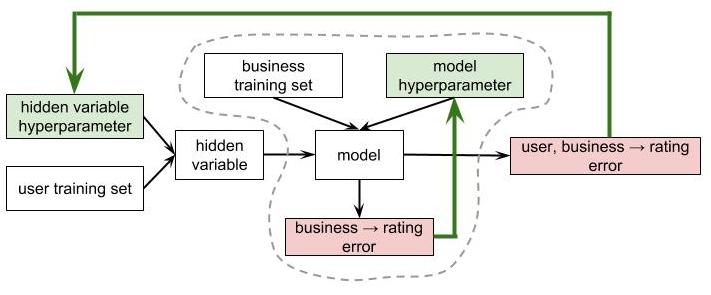 business
training set
model
hyperparameter
hidden variable
hyperparameter
hidden
variable
model
user, business → rating
error
user training set
business → rating
error